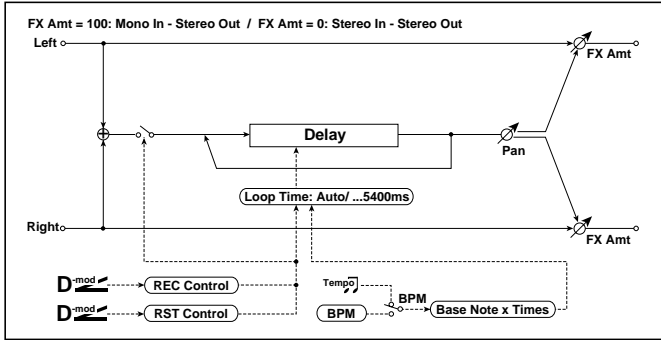 FX Amt = 100: Mono In - Stereo Out / FX Amt = 0: Stereo In - Stereo Out
Left
FX Amt
Delay
Pan
Loop Time: Auto/ ...5400ms
Right
FX Amt
D-mod
REC Control
Tempo
BPM
D-mod
RST Control
BPM
Base Note x Times